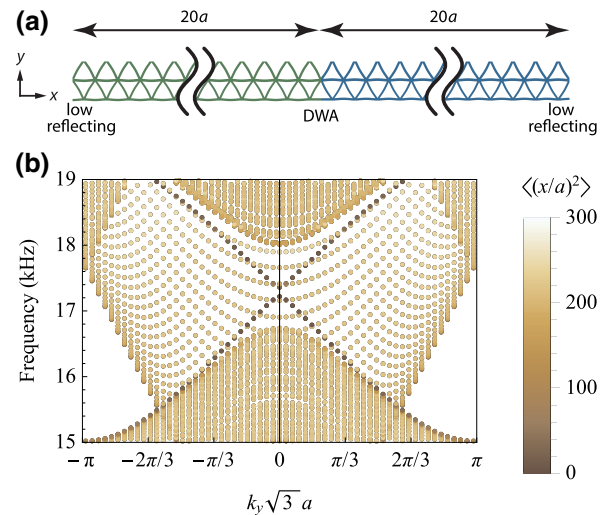 (a)
20a 20a
y
x
low
reflecting
DWA
low
reflecting
(b)
⟨(x/a)²⟩
Frequency (kHz)
19
18
17
16
15
300
200
100
0
−π −2π/3 −π/3 0 π/3 2π/3 π
k_y√3 a